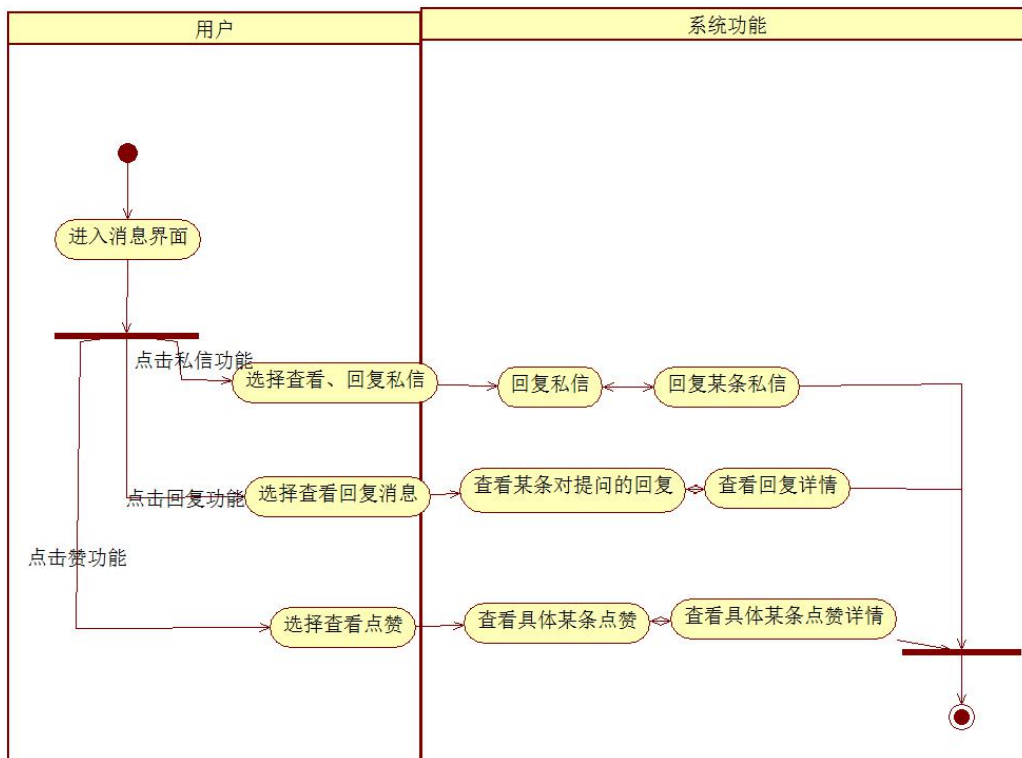 用户
系统功能
进入消息界面
点击私信功能
选择查看、回复私信
回复私信
回复某条私信
点击回复功能
选择查看回复消息
查看某条对提问的回复
查看回复详情
点击赞功能
选择查看点赞
查看具体某条点赞
查看具体某条点赞详情